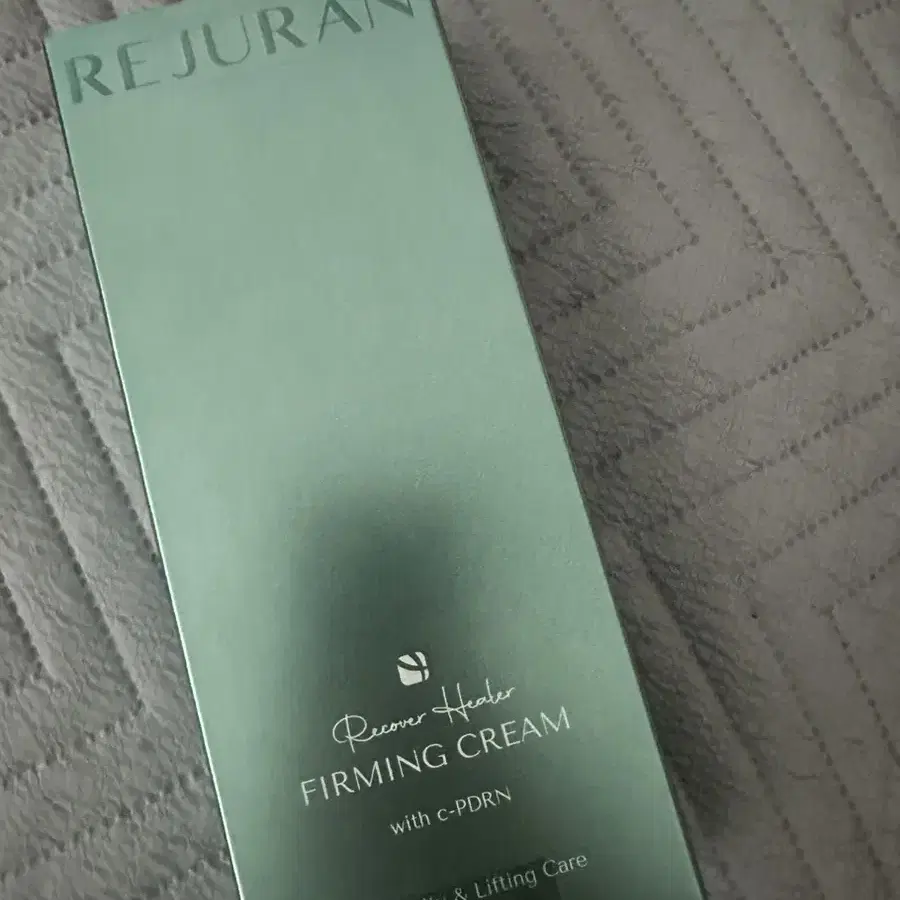 REJURAN
Recover Healer
FIRMING CREAM
with c-PDRN
& Lifting Care